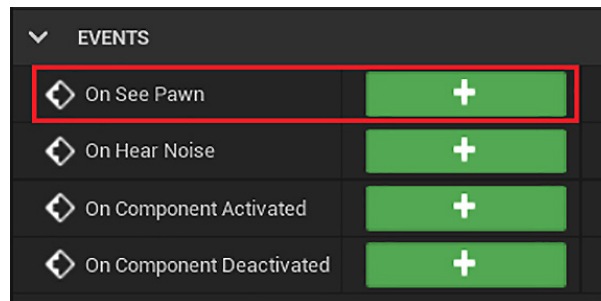 EVENTS
On See Pawn
On Hear Noise
On Component Activated
On Component Deactivated